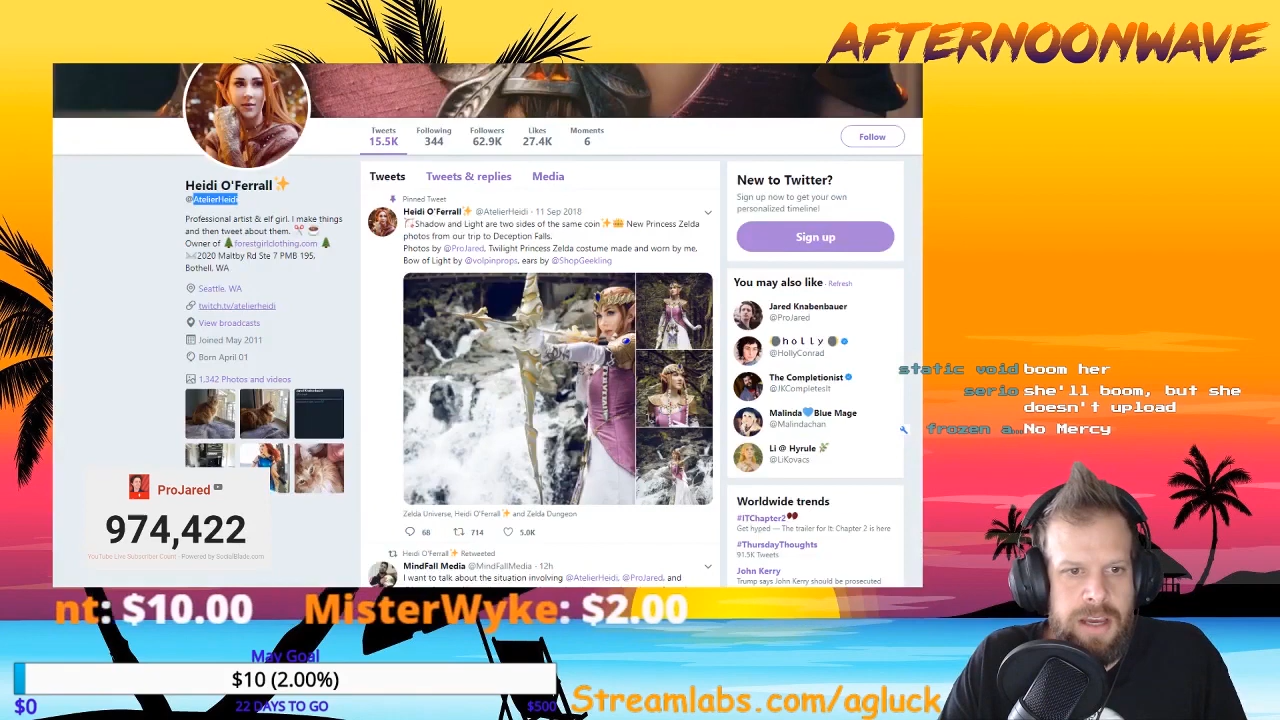 AFTERNOONWAVE
Tweets
15.5K
Following
344
Followers
62.9K
Likes
27.4K
Moments
6
Follow
Heidi O'Ferrall✨
@AtelierHeidi
Professional artist & elf girl. I make things
and then tweet about them. ✂️ ☕
Owner of 🌲forestgirlclothing.com 🌲
✉2020 Maltby Rd Ste 7 PMB 195,
Bothell, WA
Seattle, WA
twitch.tv/atelierheidi
View broadcasts
Joined May 2011
Born April 01
1,342 Photos and videos
Tweets
Tweets & replies
Media
Pinned Tweet
Heidi O'Ferrall✨ @AtelierHeidi · 11 Sep 2018
Shadow and Light are two sides of the same coin✨👑 New Princess Zelda
photos from our trip to Deception Falls.
Photos by @ProJared, Twilight Princess Zelda costume made and worn by me,
Bow of Light by @volpinprops, ears by @ShopGeekling
Zelda Universe, Heidi O'Ferrall✨ and Zelda Dungeon
68
714
5.0K
Heidi O'Ferrall✨ Retweeted
MindFall Media @MindFallMedia · 12h
I want to talk about the situation involving @AtelierHeidi, @ProJared, and
New to Twitter?
Sign up now to get your own
personalized timeline!
Sign up
You may also like · Refresh
Jared Knabenbauer
@ProJared
🌘h o l l y🌒
@HollyConrad
The Completionist
@JKCompletesIt
Malinda💙Blue Mage
@Malindachan
Li @ Hyrule 🌿
@LiKovacs
Worldwide trends
#ITChapter2
Get hyped — The trailer for It: Chapter 2 is here
#ThursdayThoughts
91.5K Tweets
John Kerry
Trump says John Kerry should be prosecuted
static void boom her
serio she'll boom, but she
doesn't upload
frozen a… No Mercy
ProJared
974,422
YouTube Live Subscriber Count - Powered by SocialBlade.com
nt: $10.00 MisterWyke: $2.00
May Goal
$10 (2.00%)
$0
22 DAYS TO GO
$500
Streamlabs.com/agluck